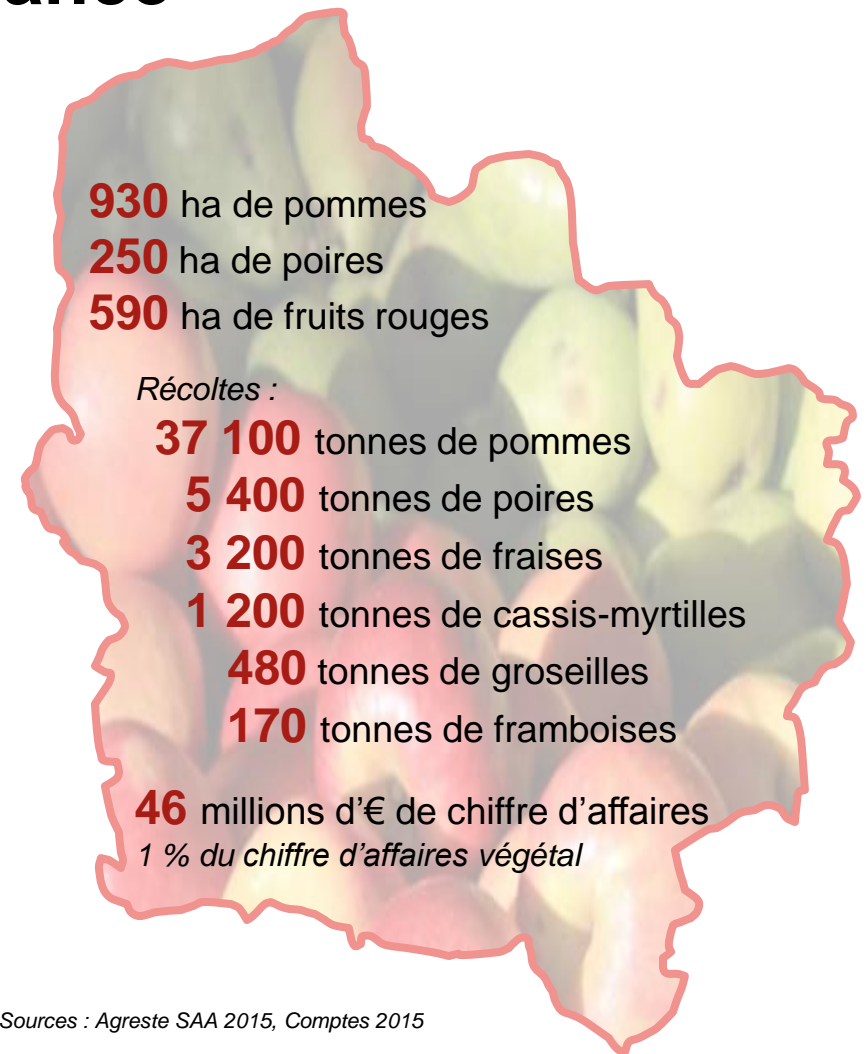 930 ha de pommes
250 ha de poires
590 ha de fruits rouges
Récoltes :
37 100 tonnes de pommes
5 400 tonnes de poires
3 200 tonnes de fraises
1 200 tonnes de cassis-myrtilles
480 tonnes de groseilles
170 tonnes de framboises
46 millions d'€ de chiffre d'affaires
1 % du chiffre d'affaires végétal
Sources : Agreste SAA 2015, Comptes 2015